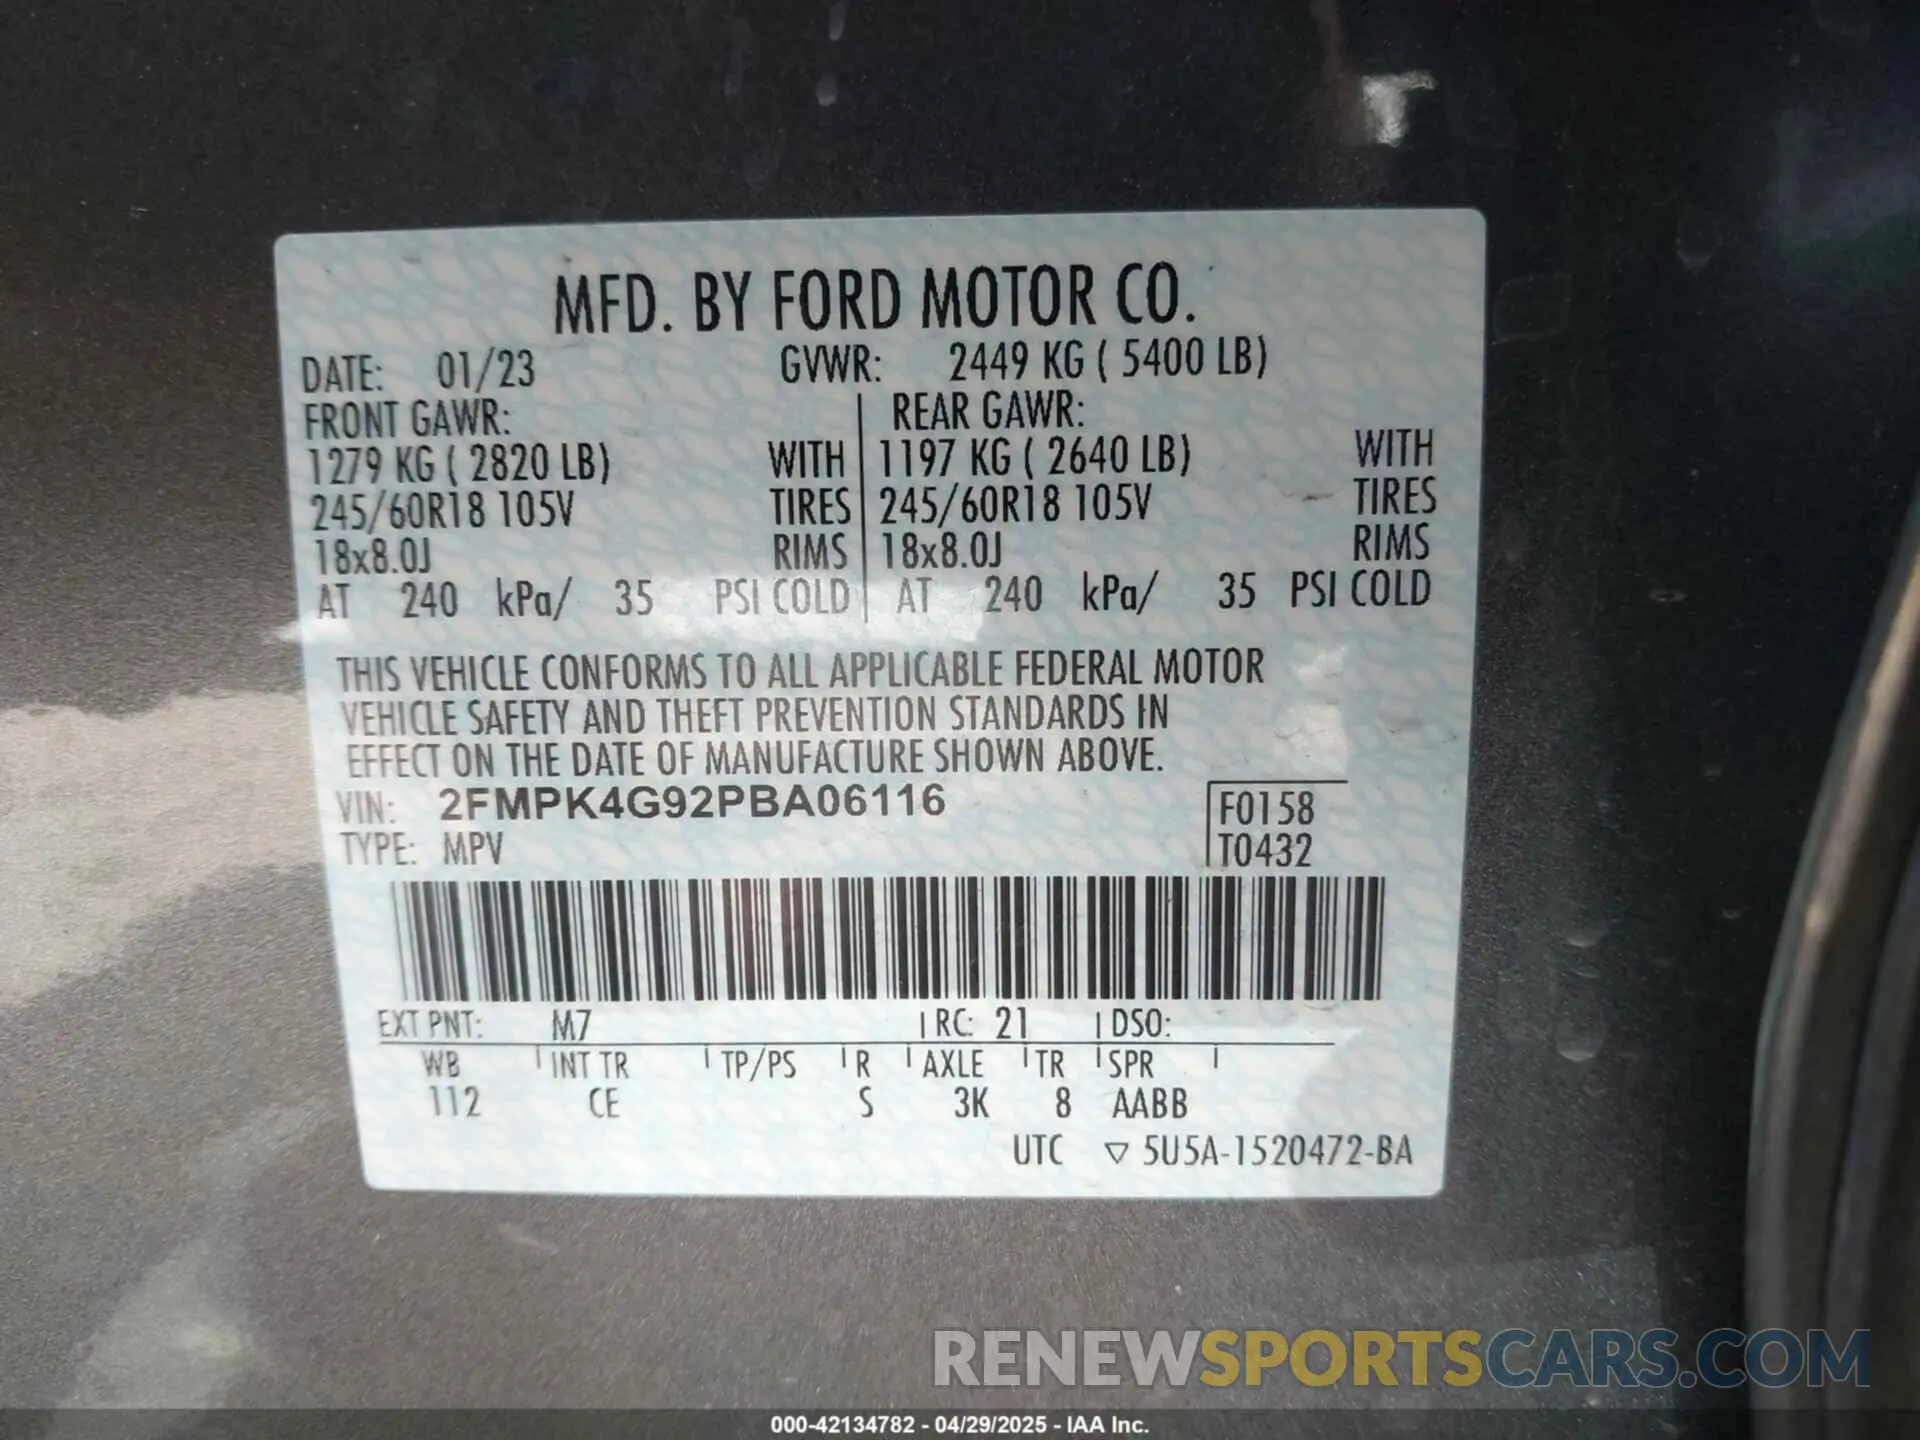 MFD. BY FORD MOTOR CO.
DATE: 01/23 GVWR: 2449 KG ( 5400 LB)
FRONT GAWR: REAR GAWR:
1279 KG ( 2820 LB) WITH 1197 KG ( 2640 LB) WITH
245/60R18 105V TIRES 245/60R18 105V TIRES
18x8.0J RIMS 18x8.0J RIMS
AT 240 kPa/ 35 PSI COLD AT 240 kPa/ 35 PSI COLD
THIS VEHICLE CONFORMS TO ALL APPLICABLE FEDERAL MOTOR
VEHICLE SAFETY AND THEFT PREVENTION STANDARDS IN
EFFECT ON THE DATE OF MANUFACTURE SHOWN ABOVE.
VIN: 2FMPK4G92PBA06116 F0158
TYPE: MPV T0432
EXT PNT: M7 RC: 21 DSO:
WB INT TR TP/PS R AXLE TR SPR
112 CE S 3K 8 AABB
UTC ▽ 5U5A-1520472-BA
RENEWSPORTSCARS.COM
000-42134782 - 04/29/2025 - IAA Inc.